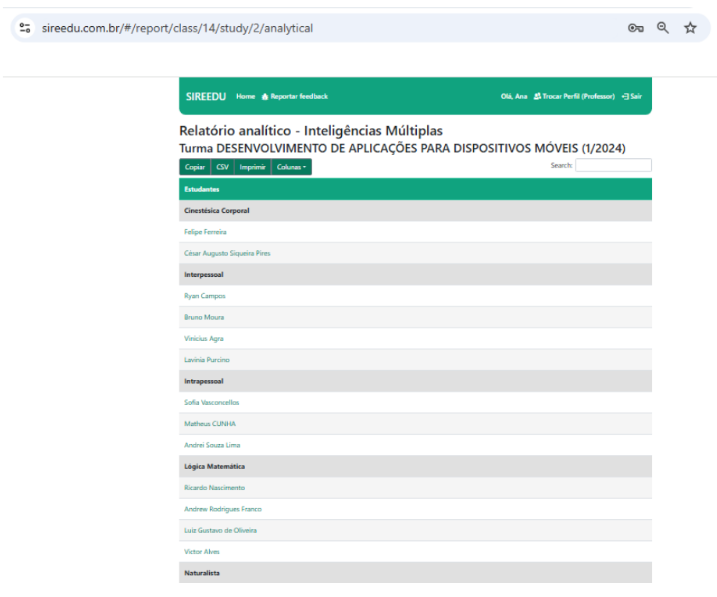 sireedu.com.br/#/report/class/14/study/2/analytical
SIREEDU Home Reportar feedback Olá, Ana Trocar Perfil (Professor) Sair
Relatório analítico - Inteligências Múltiplas
Turma DESENVOLVIMENTO DE APLICAÇÕES PARA DISPOSITIVOS MÓVEIS (1/2024)
Copiar CSV Imprimir Colunas Search:
Estudantes
Cinestésica Corporal
Felipe Ferreira
César Augusto Siqueira Pires
Interpessoal
Ryan Campos
Bruno Moura
Vinicius Agra
Lavinia Purcino
Intrapessoal
Sofia Vasconcellos
Matheus CUNHA
Andrei Souza Lima
Lógica Matemática
Ricardo Nascimento
Andrew Rodrigues Franco
Luiz Gustavo de Oliveira
Victor Alves
Naturalista